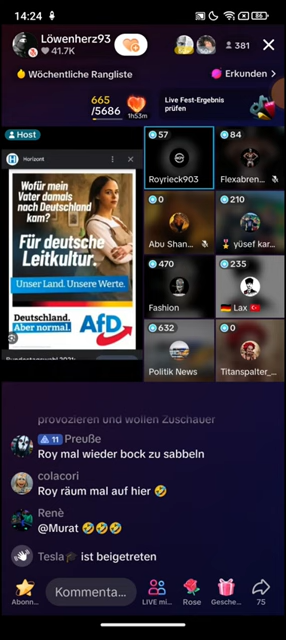 14:24
86
Löwenherz93
41.7K
381
Wöchentliche Rangliste
Erkunden >
665
/5686
1h53m
Live Fest-Ergebnis
prüfen
Host
Horizont
Wofür mein
Vater damals
nach Deutschland
kam?
Für deutsche
Leitkultur.
Unser Land. Unsere Werte.
Deutschland.
Aber normal.
AfD
57
Royrieck903
84
Flexabren...
0
Abu Shan...
210
yüsef kar...
470
Fashion
235
Lax
632
Politik News
0
Titanspalter_...
provozieren und wollen Zuschauer
11 Preuße
Roy mal wieder bock zu sabbeln
colacori
Roy räum mal auf hier 🤣
Renè
@Murat 🤣🤣🤣
Tesla🎓 ist beigetreten
Kommenta...
Abonn...
LIVE mi...
Rose
Gesche...
75